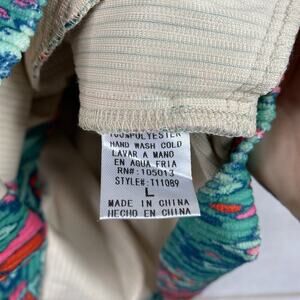 100%POLYESTER
HAND WASH COLD
LAVAR A MANO
EN AGUA FRIA
RN#:105013
STYLE#:T11089
L
MADE IN CHINA
HECHO EN CHINA